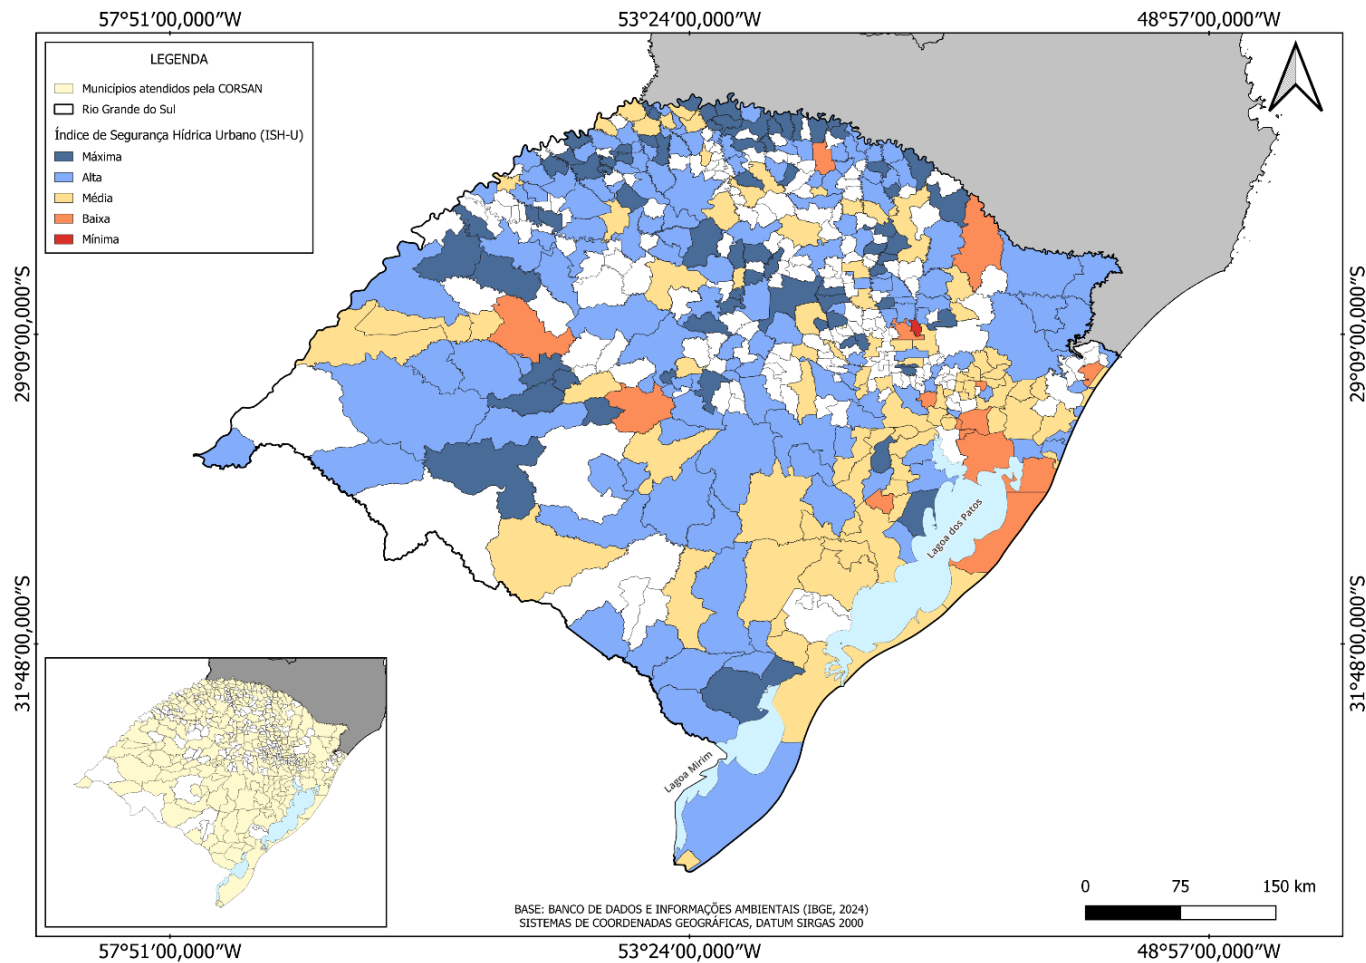 57°51′00,000″W
53°24′00,000″W
48°57′00,000″W
LEGENDA
Municípios atendidos pela CORSAN
Rio Grande do Sul
Índice de Segurança Hídrica Urbano (ISH-U)
Máxima
Alta
Média
Baixa
Mínima
29°09′00,000″S
29°09′00,000″S
Lagoa dos Patos
31°48′00,000″S
31°48′00,000″S
Lagoa Mirim
0 75 150 km
BASE: BANCO DE DADOS E INFORMAÇÕES AMBIENTAIS (IBGE, 2024)
SISTEMAS DE COORDENADAS GEOGRÁFICAS, DATUM SIRGAS 2000
57°51′00,000″W
53°24′00,000″W
48°57′00,000″W